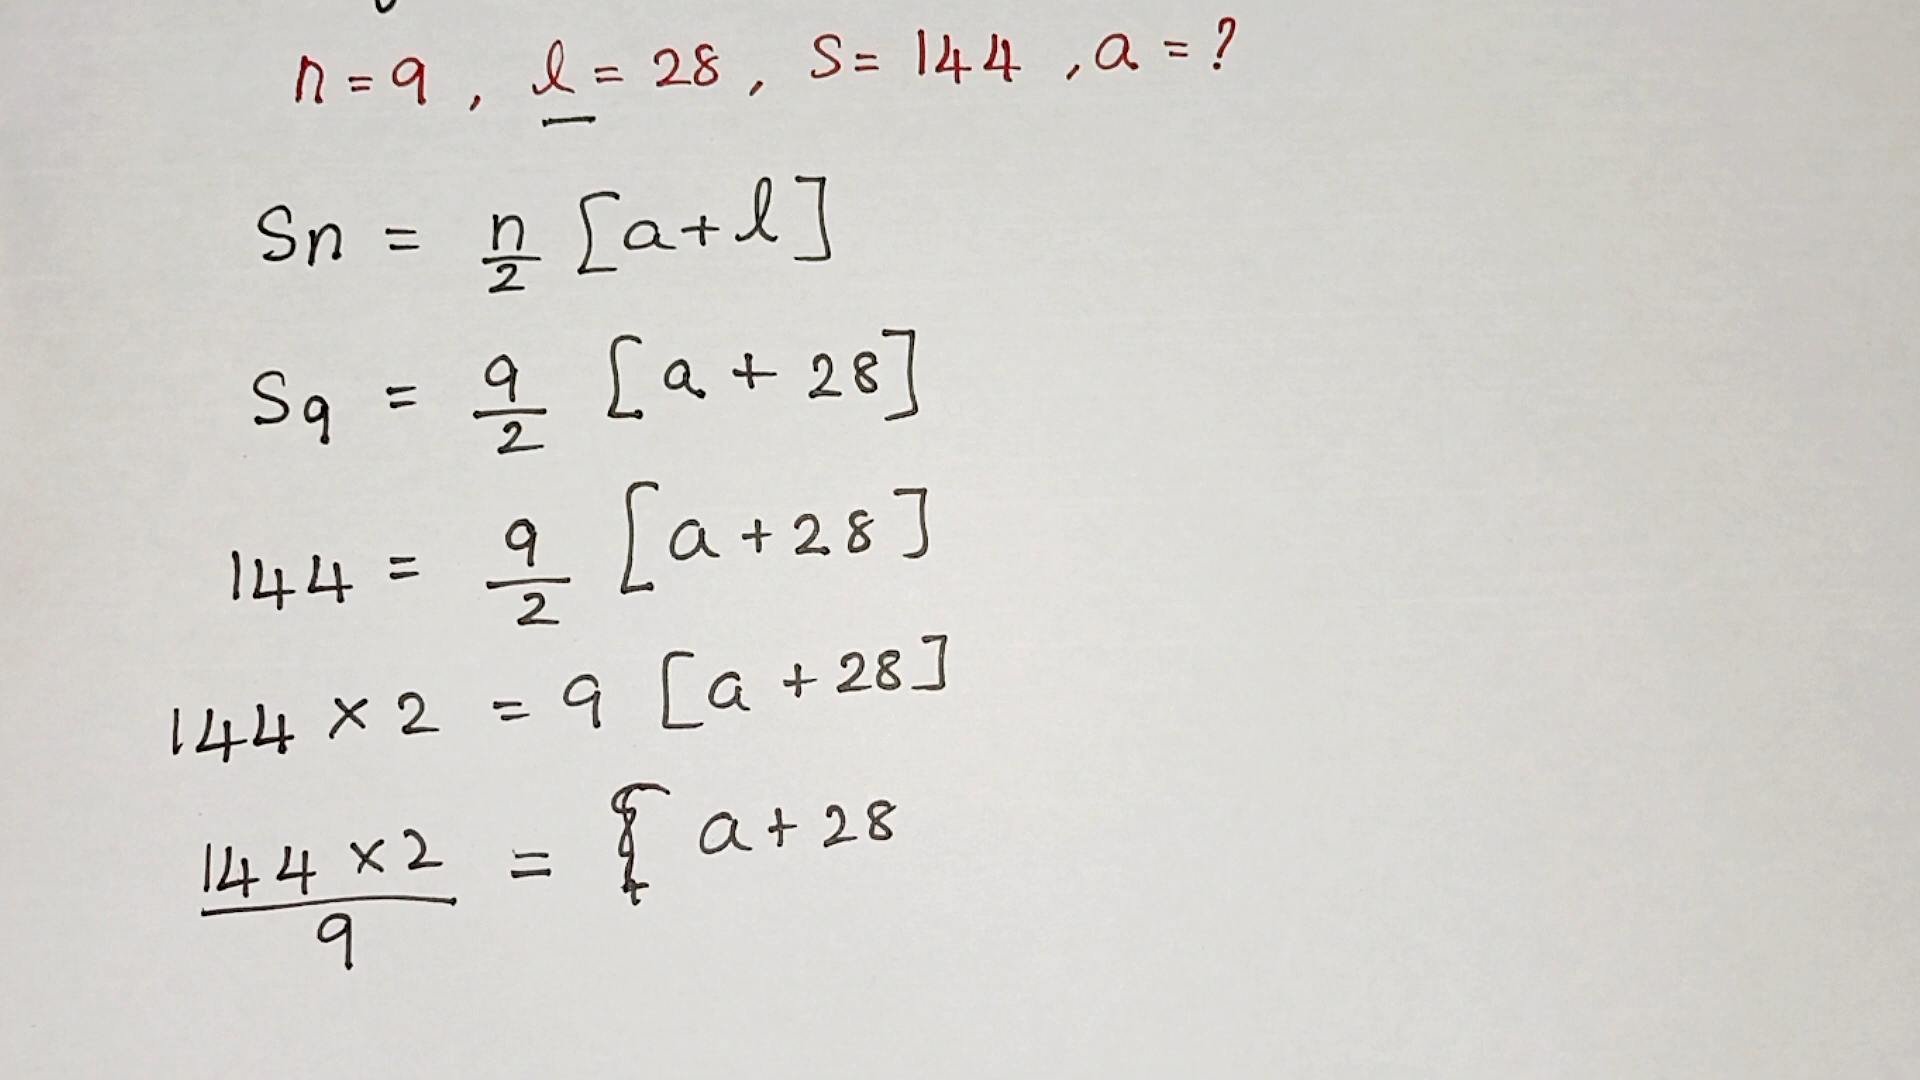 n = 9 , l = 28 , S = 144 , a = ?
Sn = n/2 [a + l]
S9 = 9/2 [a + 28]
144 = 9/2 [a + 28]
144 × 2 = 9 [a + 28]
144 × 2 / 9 = a + 28